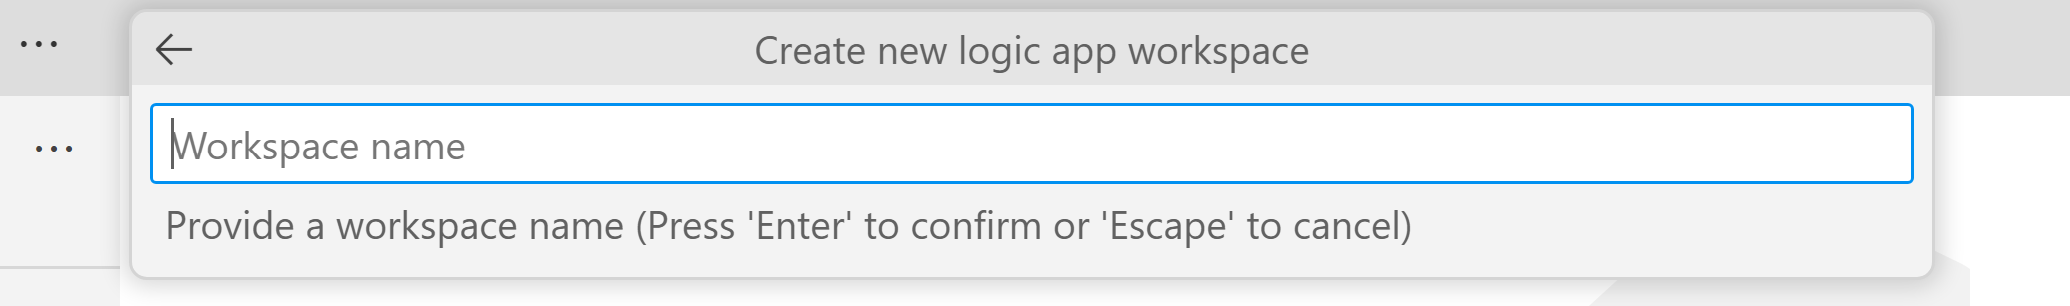 Create new logic app workspace
Workspace name
Provide a workspace name (Press 'Enter' to confirm or 'Escape' to cancel)